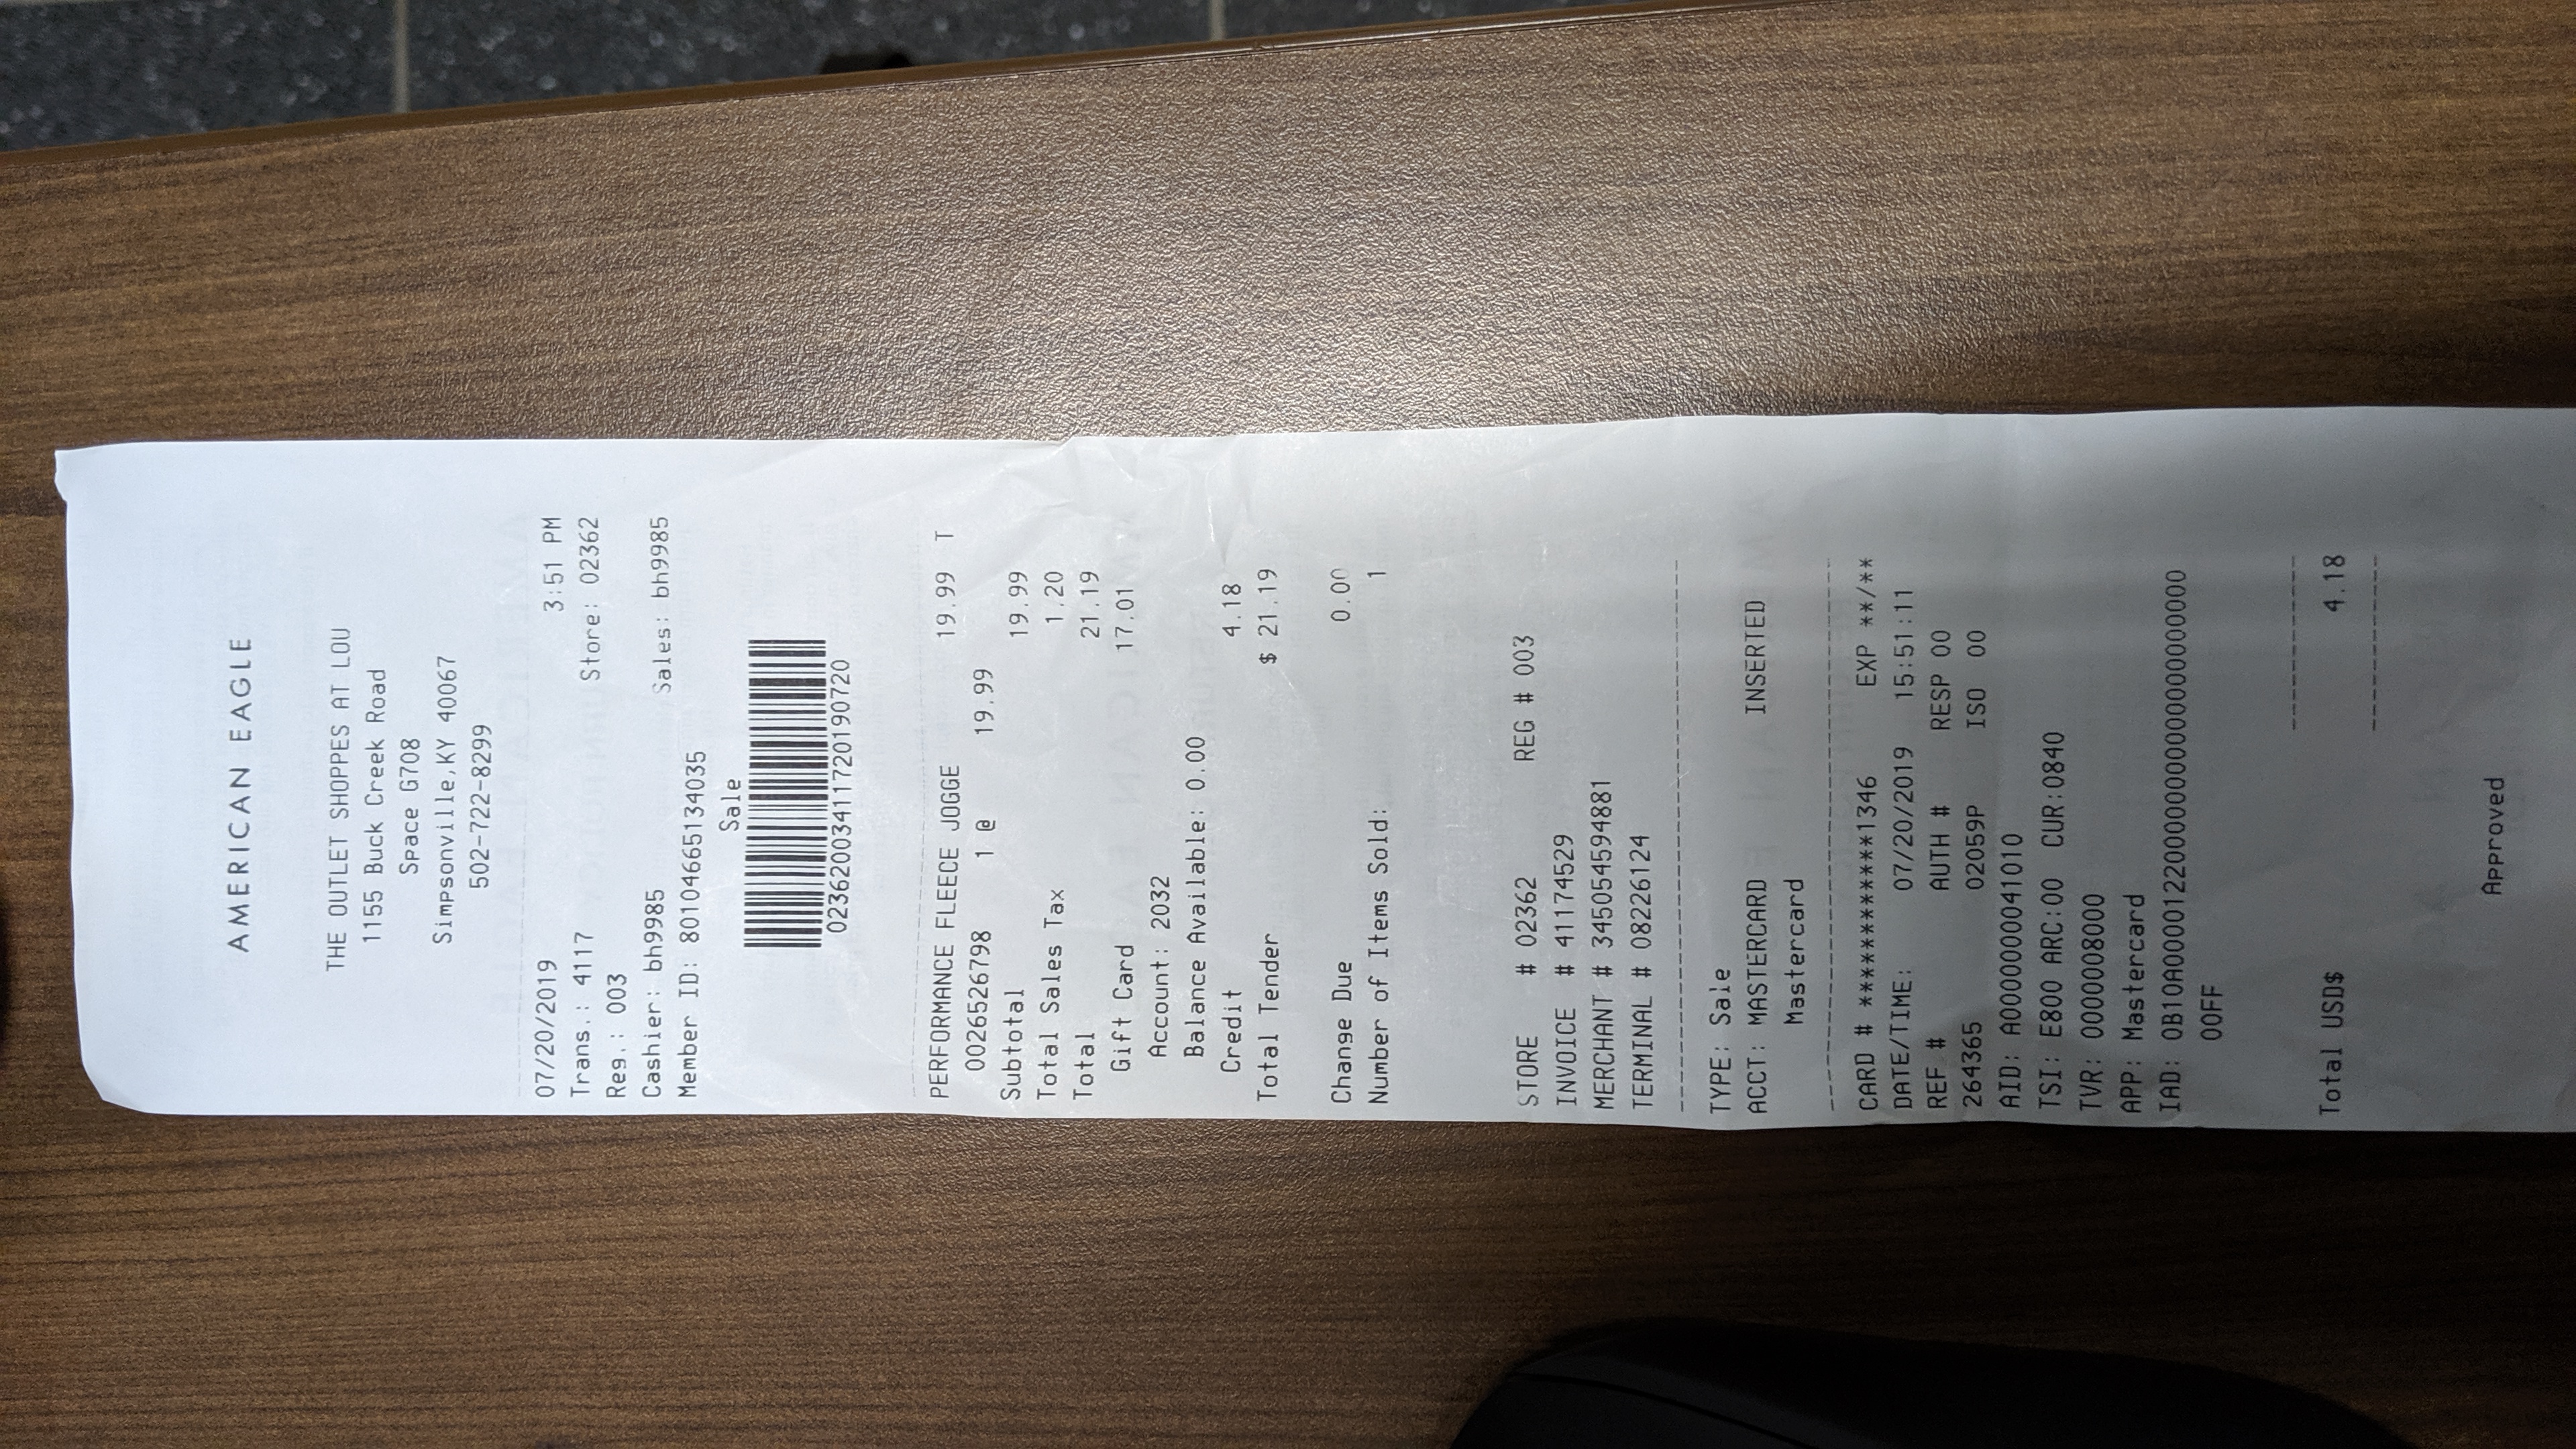 AMERICAN EAGLE
THE OUTLET SHOPPES AT LOU
1155 Buck Creek Road
Space G708
Simpsonville,KY 40067
502-722-8299
07/20/2019 3:51 PM
Trans.: 4117 Store: 02362
Reg.: 003
Cashier: bh9985 Sales: bh9985
Member ID: 80104665134035
Sale
02362003411720190720
PERFORMANCE FLEECE JOGGE 19.99 T
0026526798 1 @ 19.99
Subtotal 19.99
Total Sales Tax 1.20
Total 21.19
Gift Card 17.01
Account: 2032
Balance Available: 0.00
Credit 4.18
Total Tender $ 21.19
Change Due 0.00
Number of Items Sold: 1
STORE # 02362 REG # 003
INVOICE # 41174529
MERCHANT # 345054594881
TERMINAL # 08226124
TYPE: Sale
ACCT: MASTERCARD INSERTED
Mastercard
CARD # ************1346 EXP **/**
DATE/TIME: 07/20/2019 15:51:11
REF # AUTH # RESP 00
264365 02059P ISO 00
AID: A0000000041010
TSI: E800 ARC:00 CUR:0840
TVR: 0000008000
APP: Mastercard
IAD: 0B10A00001220000000000000000000000
00FF
Total USD$ 4.18
Approved